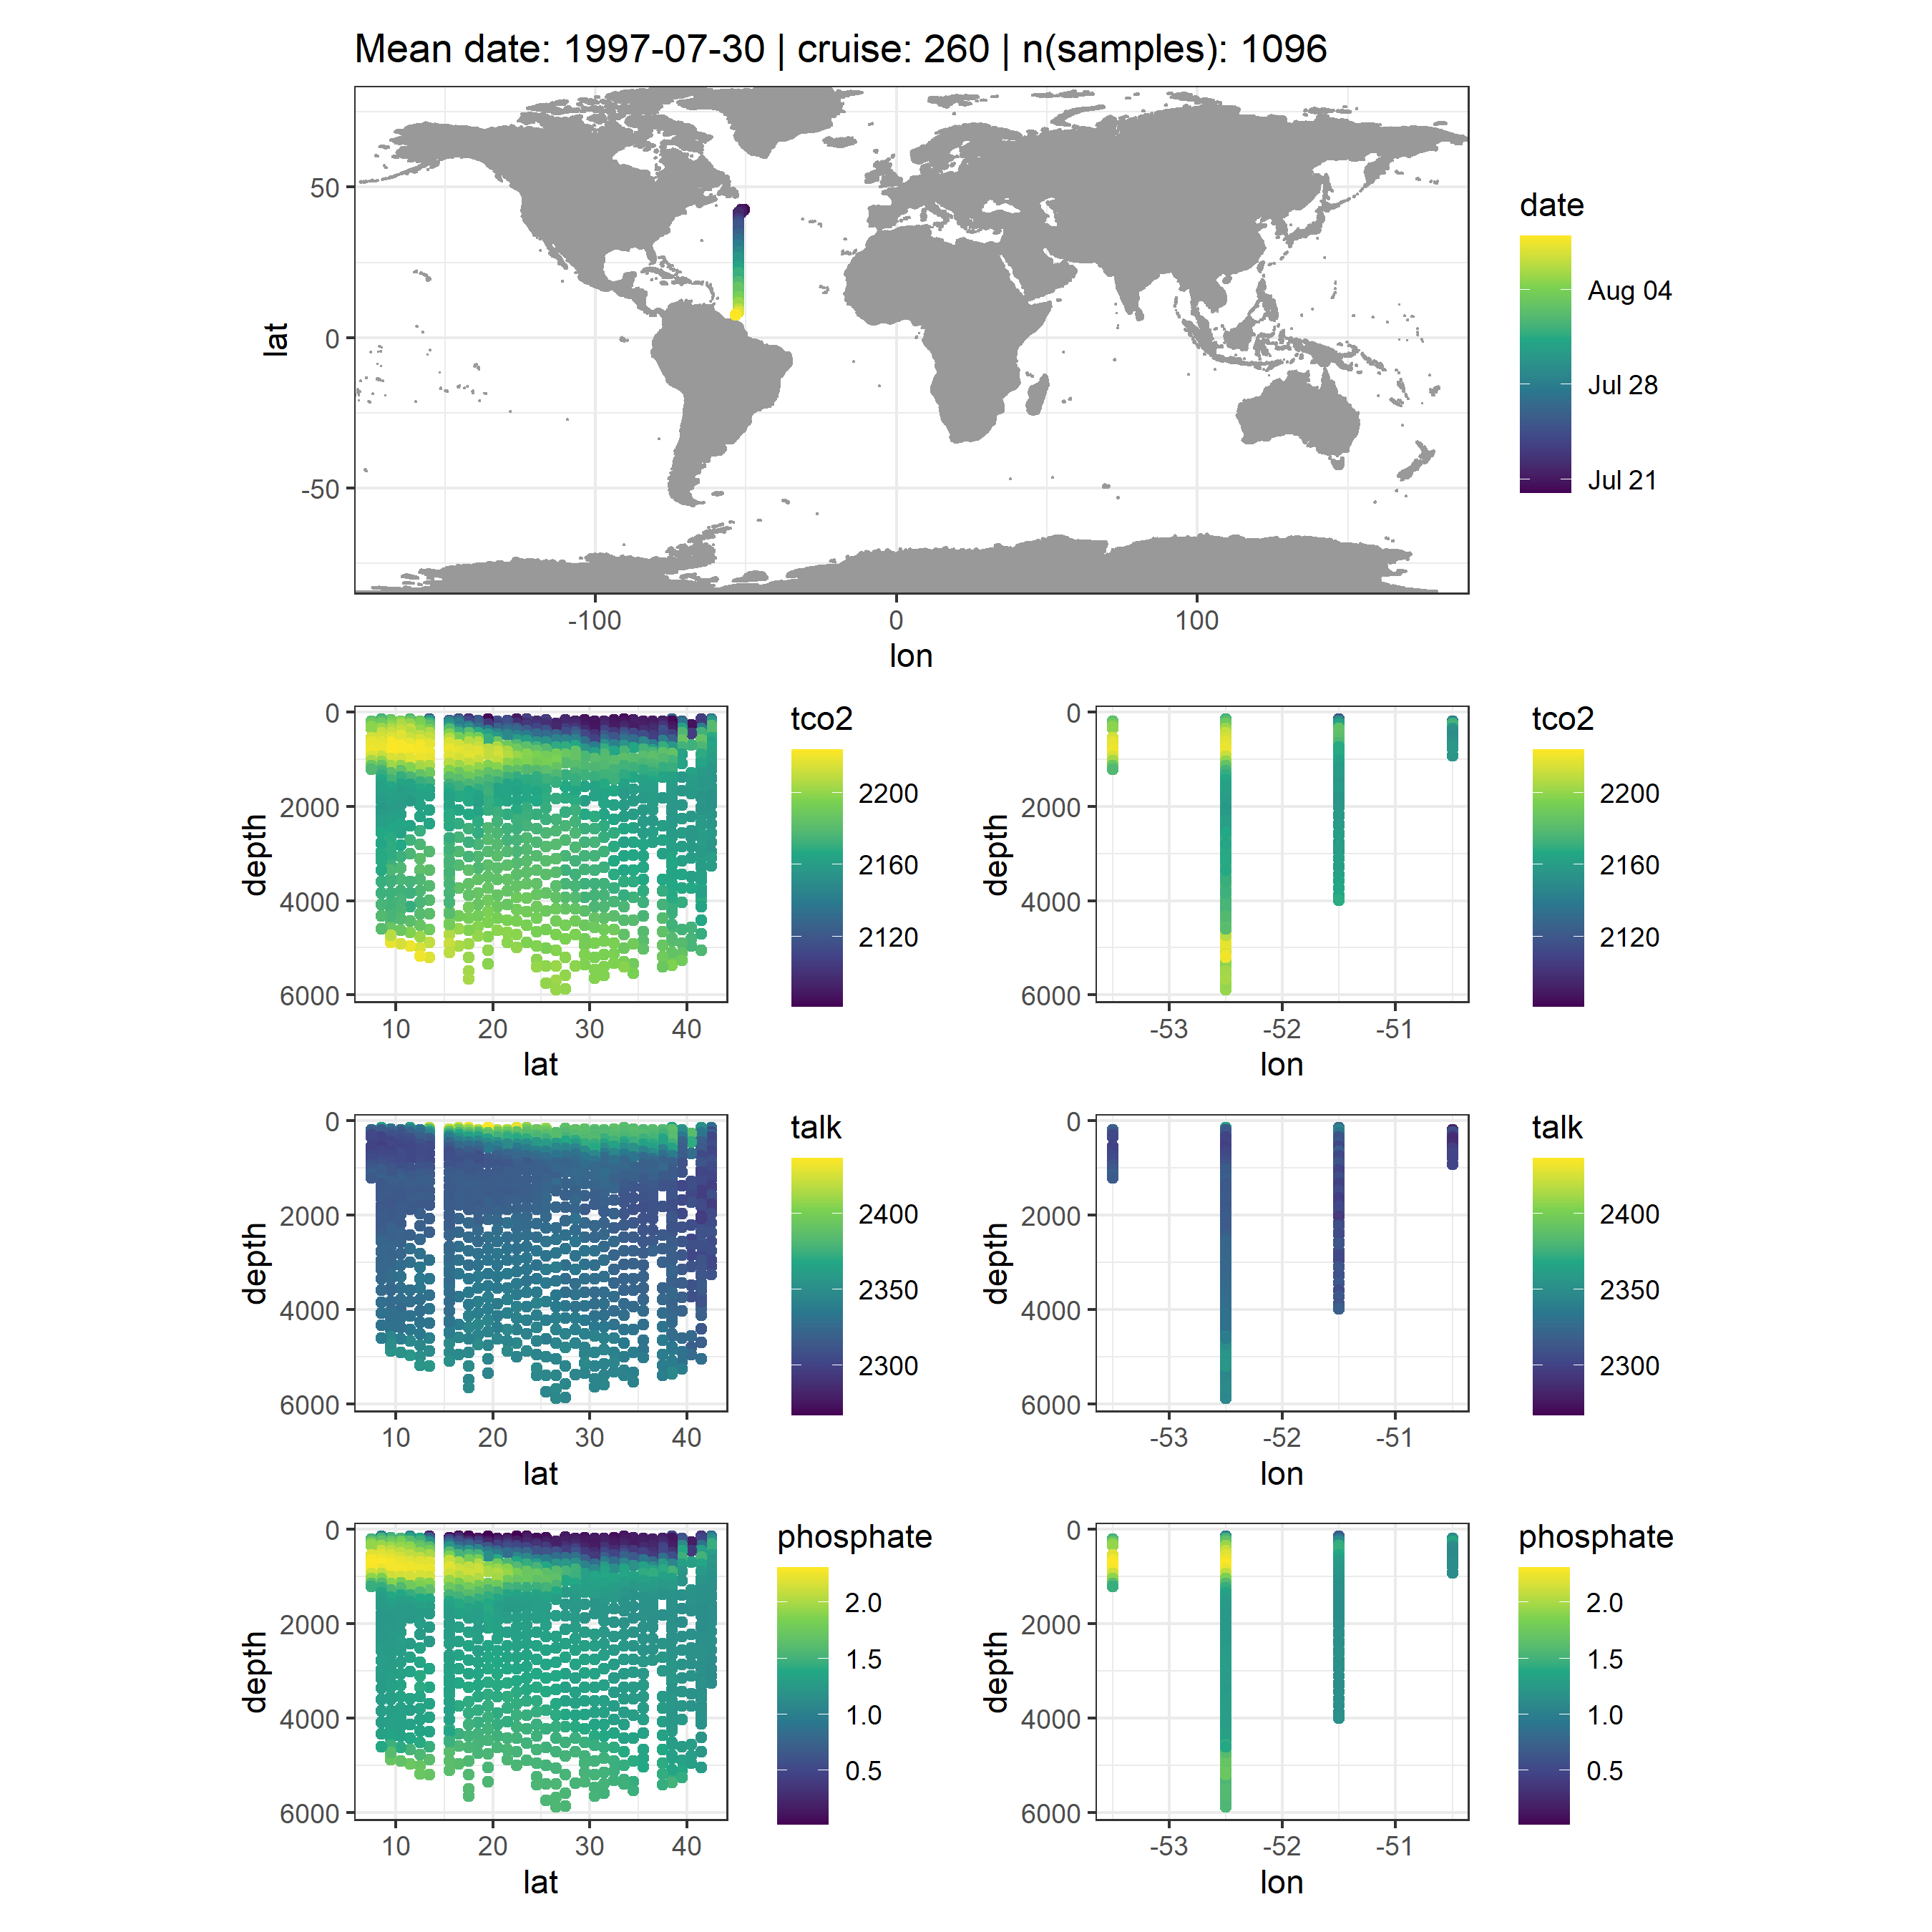 Mean date: 1997-07-30 | cruise: 260 | n(samples): 1096
lat
50
0
-50
-100
0
100
lon
date
Aug 04
Jul 28
Jul 21
depth
0
2000
4000
6000
10
20
30
40
lat
tco2
2200
2160
2120
depth
0
2000
4000
6000
-53
-52
-51
lon
tco2
2200
2160
2120
depth
0
2000
4000
6000
10
20
30
40
lat
talk
2400
2350
2300
depth
0
2000
4000
6000
-53
-52
-51
lon
talk
2400
2350
2300
depth
0
2000
4000
6000
10
20
30
40
lat
phosphate
2.0
1.5
1.0
0.5
depth
0
2000
4000
6000
-53
-52
-51
lon
phosphate
2.0
1.5
1.0
0.5